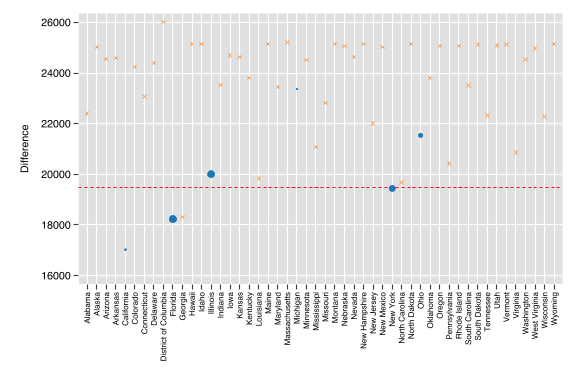 26000
24000
22000
20000
18000
16000
Difference
Alabama
Alaska
Arizona
Arkansas
California
Colorado
Connecticut
Delaware
District of Columbia
Florida
Georgia
Hawaii
Idaho
Illinois
Indiana
Iowa
Kansas
Kentucky
Louisiana
Maine
Maryland
Massachusetts
Michigan
Minnesota
Mississippi
Missouri
Montana
Nebraska
Nevada
New Hampshire
New Jersey
New Mexico
New York
North Carolina
North Dakota
Ohio
Oklahoma
Oregon
Pennsylvania
Rhode Island
South Carolina
South Dakota
Tennessee
Utah
Vermont
Virginia
Washington
West Virginia
Wisconsin
Wyoming